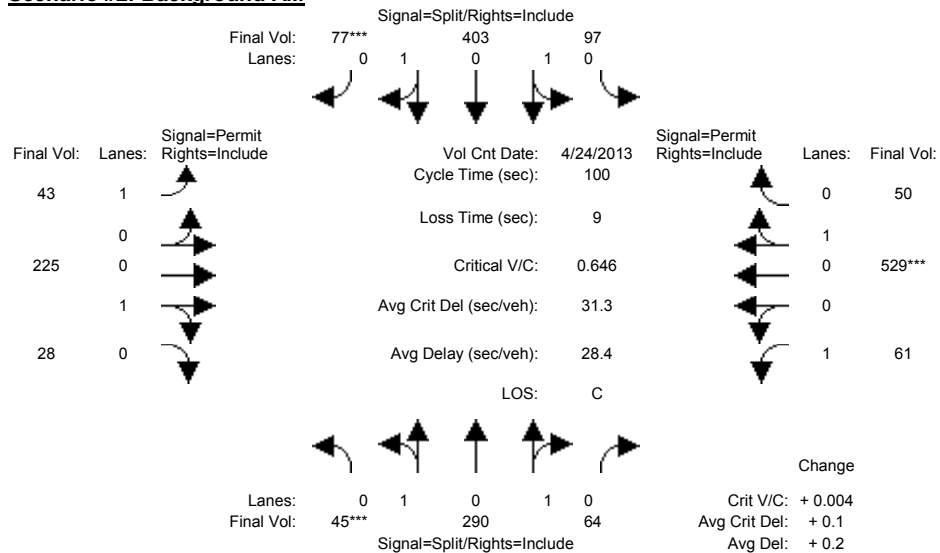 Scenario #2: Background AM
Signal=Split/Rights=Include
Final Vol: 77*** 403 97
Lanes: 0 1 0 1 0
Signal=Permit
Final Vol: Lanes: Rights=Include
Vol Cnt Date: 4/24/2013
Signal=Permit
Rights=Include Lanes: Final Vol:
Cycle Time (sec): 100
43 1
0 50
Loss Time (sec): 9
0
1
225 0
Critical V/C: 0.646
0 529***
1
Avg Crit Del (sec/veh): 31.3
0
28 0
Avg Delay (sec/veh): 28.4
1 61
LOS: C
Change
Lanes: 0 1 0 1 0
Crit V/C: + 0.004
Final Vol: 45*** 290 64
Avg Crit Del: + 0.1
Signal=Split/Rights=Include
Avg Del: + 0.2